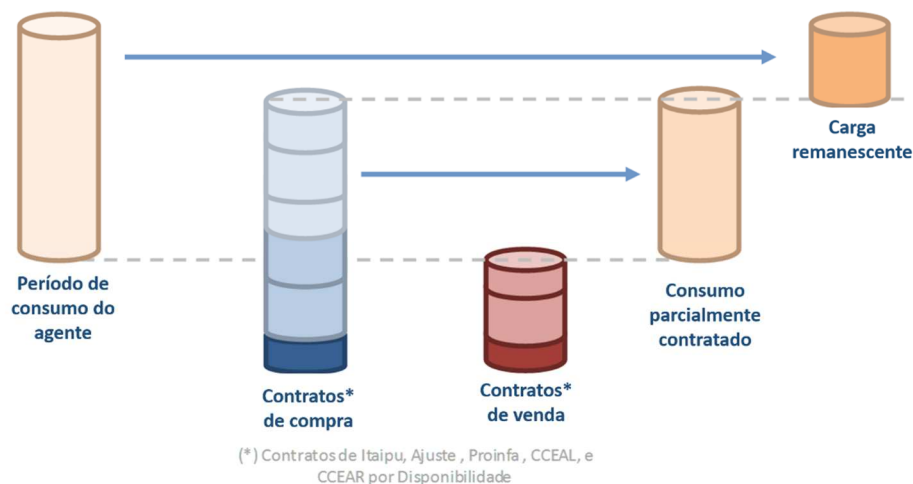 Carga
remanescente
Período de
consumo do
agente
Contratos*
de compra
Contratos*
de venda
Consumo
parcialmente
contratado
(*) Contratos de Itaipu, Ajuste , Proinfa , CCEAL, e
CCEAR por Disponibilidade